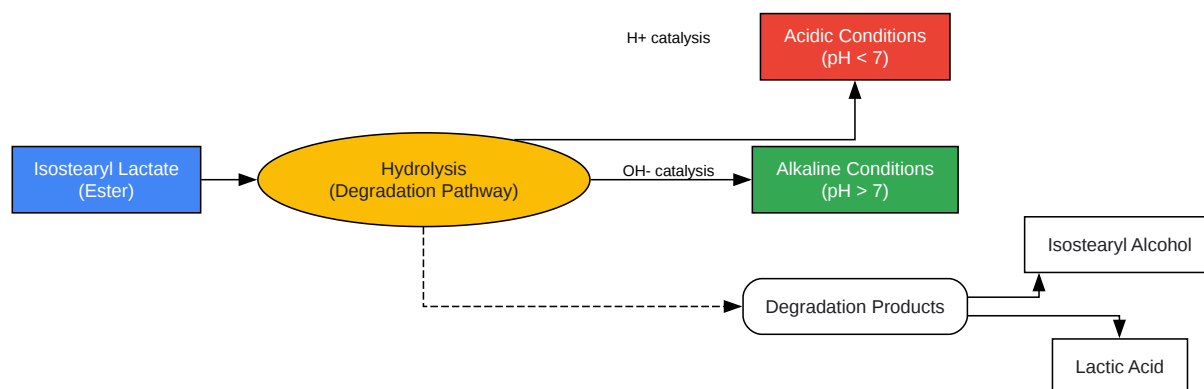 H+ catalysis
Acidic Conditions
(pH < 7)
Isostearyl Lactate
(Ester)
Hydrolysis
(Degradation Pathway)
OH- catalysis
Alkaline Conditions
(pH > 7)
Isostearyl Alcohol
Degradation Products
Lactic Acid